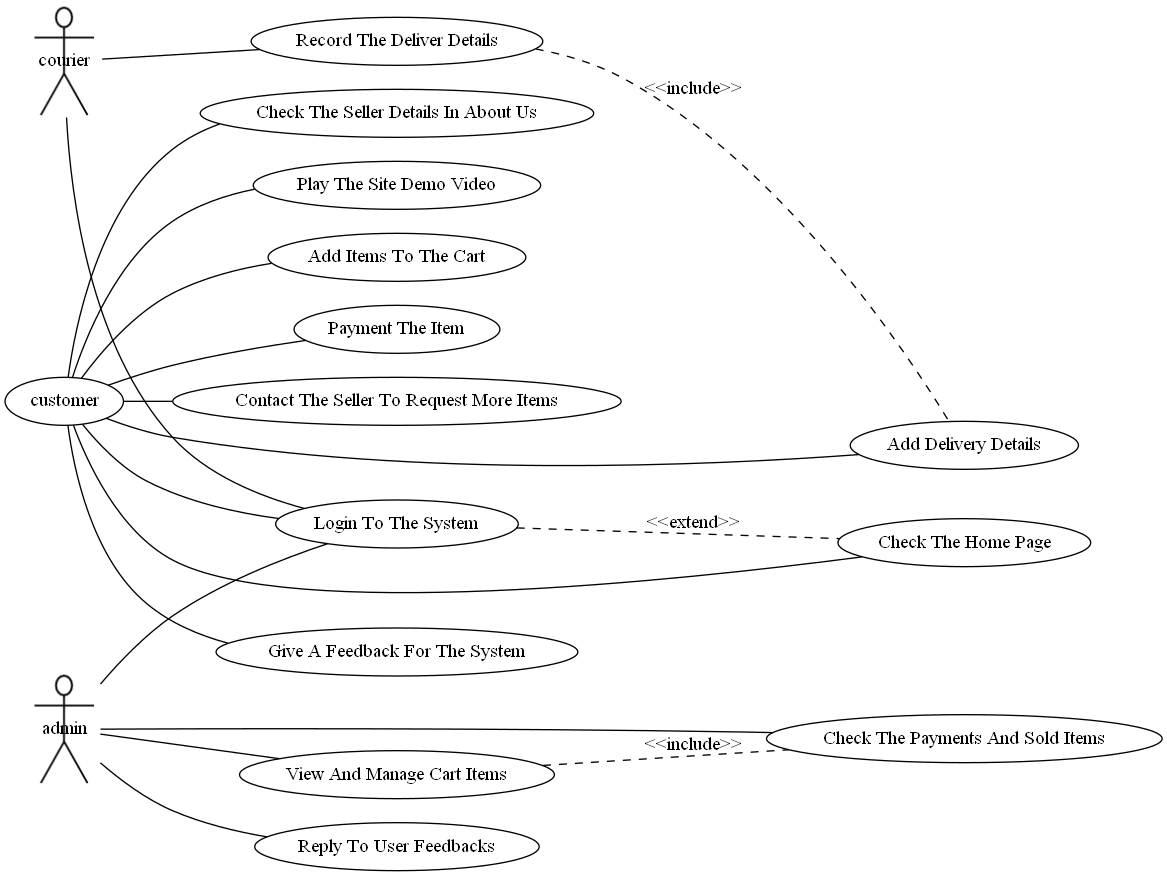 Record The Deliver Details
courier
<<include>>
Check The Seller Details In About Us
Play The Site Demo Video
Add Items To The Cart
Payment The Item
customer
Contact The Seller To Request More Items
Add Delivery Details
Login To The System
<<extend>>
Check The Home Page
Give A Feedback For The System
admin
<<include>>
Check The Payments And Sold Items
View And Manage Cart Items
Reply To User Feedbacks